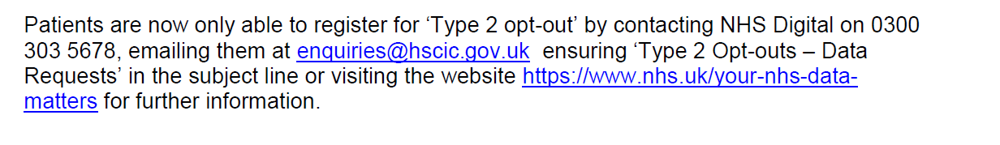 Patients are now only able to register for ‘Type 2 opt-out’ by contacting NHS Digital on 0300
303 5678, emailing them at enquiries@hscic.gov.uk  ensuring ‘Type 2 Opt-outs – Data
Requests’ in the subject line or visiting the website https://www.nhs.uk/your-nhs-data-
matters for further information.